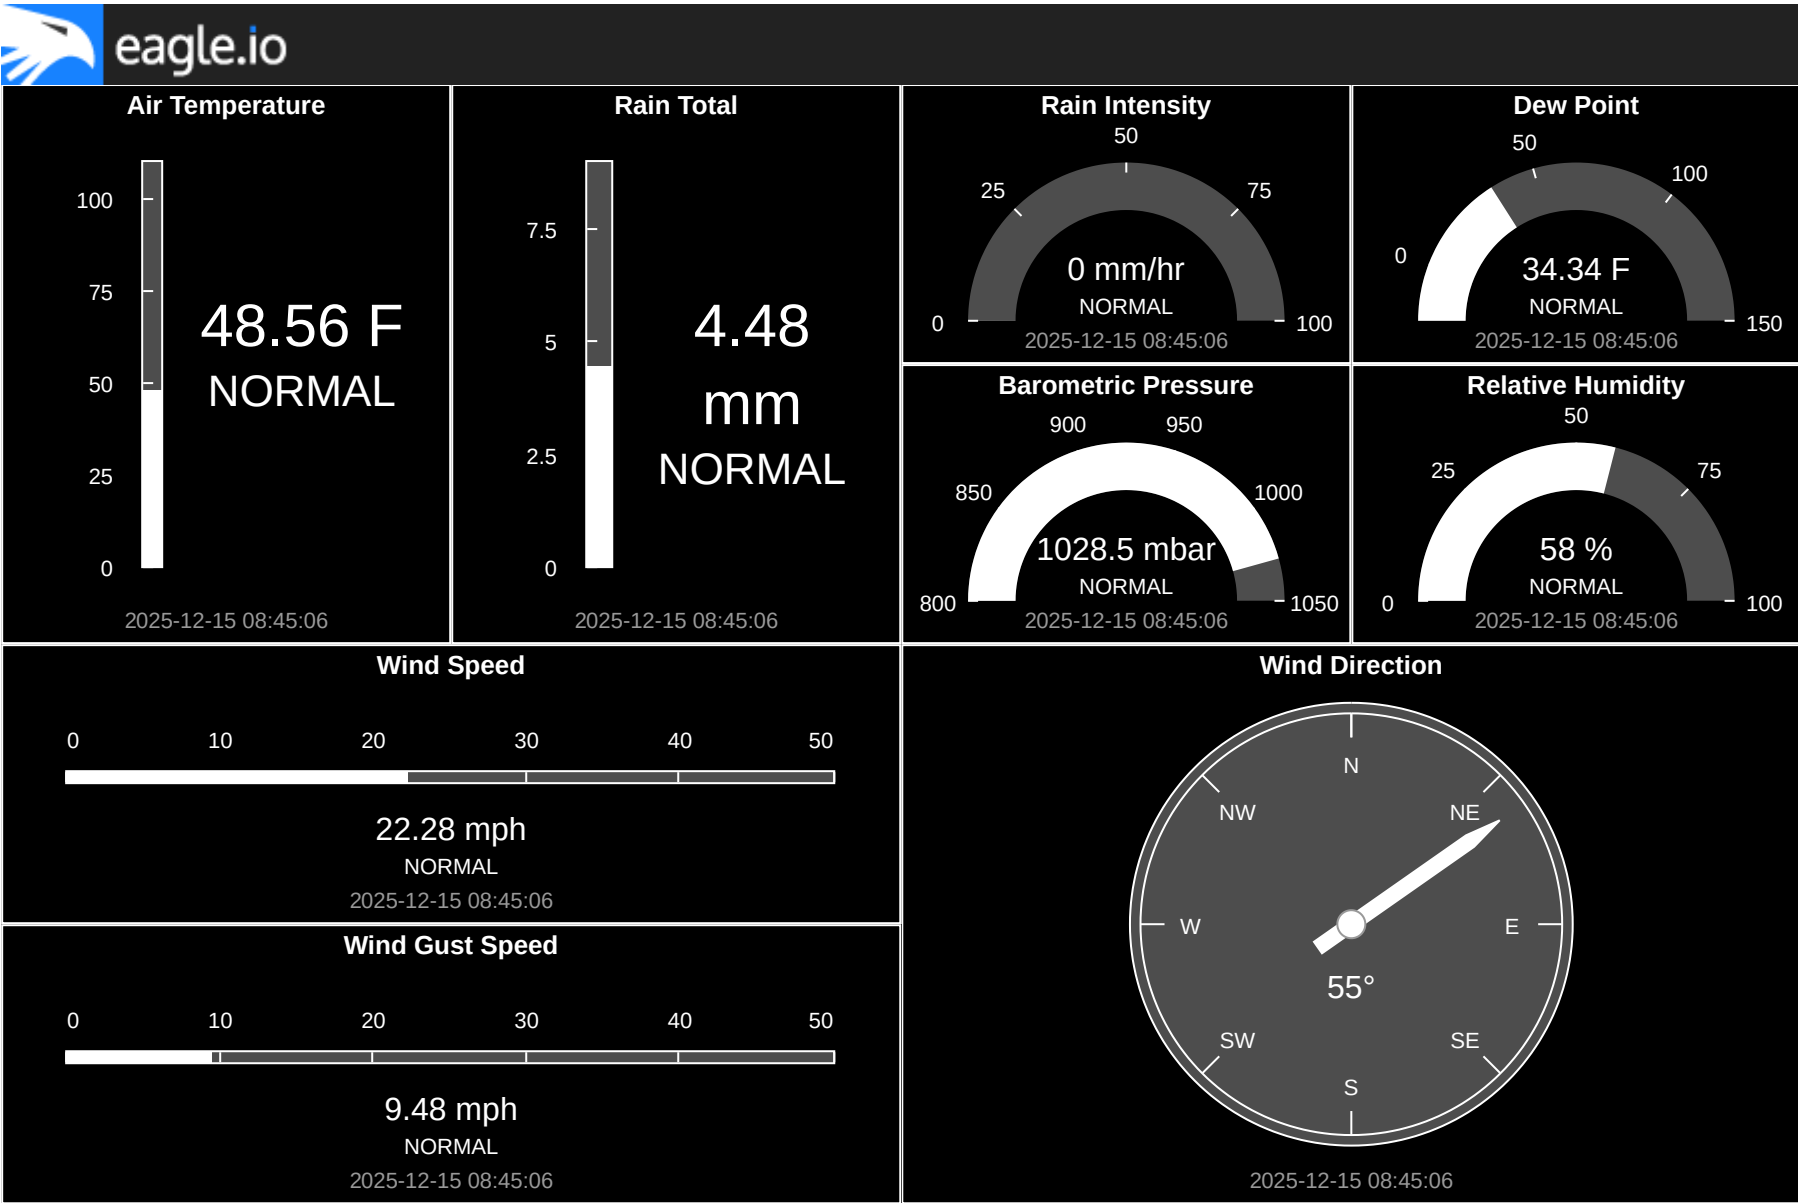 eagle.io
Air Temperature
100
75
50
25
0
48.56 F
NORMAL
2025-12-15 08:45:06
Rain Total
7.5
5
2.5
0
4.48
mm
NORMAL
2025-12-15 08:45:06
Rain Intensity
0
25
50
75
100
0 mm/hr
NORMAL
2025-12-15 08:45:06
Dew Point
0
50
100
150
34.34 F
NORMAL
2025-12-15 08:45:06
Barometric Pressure
800
850
900
950
1000
1050
1028.5 mbar
NORMAL
2025-12-15 08:45:06
Relative Humidity
0
25
50
75
100
58 %
NORMAL
2025-12-15 08:45:06
Wind Speed
0 10 20 30 40 50
22.28 mph
NORMAL
2025-12-15 08:45:06
Wind Gust Speed
0 10 20 30 40 50
9.48 mph
NORMAL
2025-12-15 08:45:06
Wind Direction
N
NW NE
W E
55°
SW SE
S
2025-12-15 08:45:06